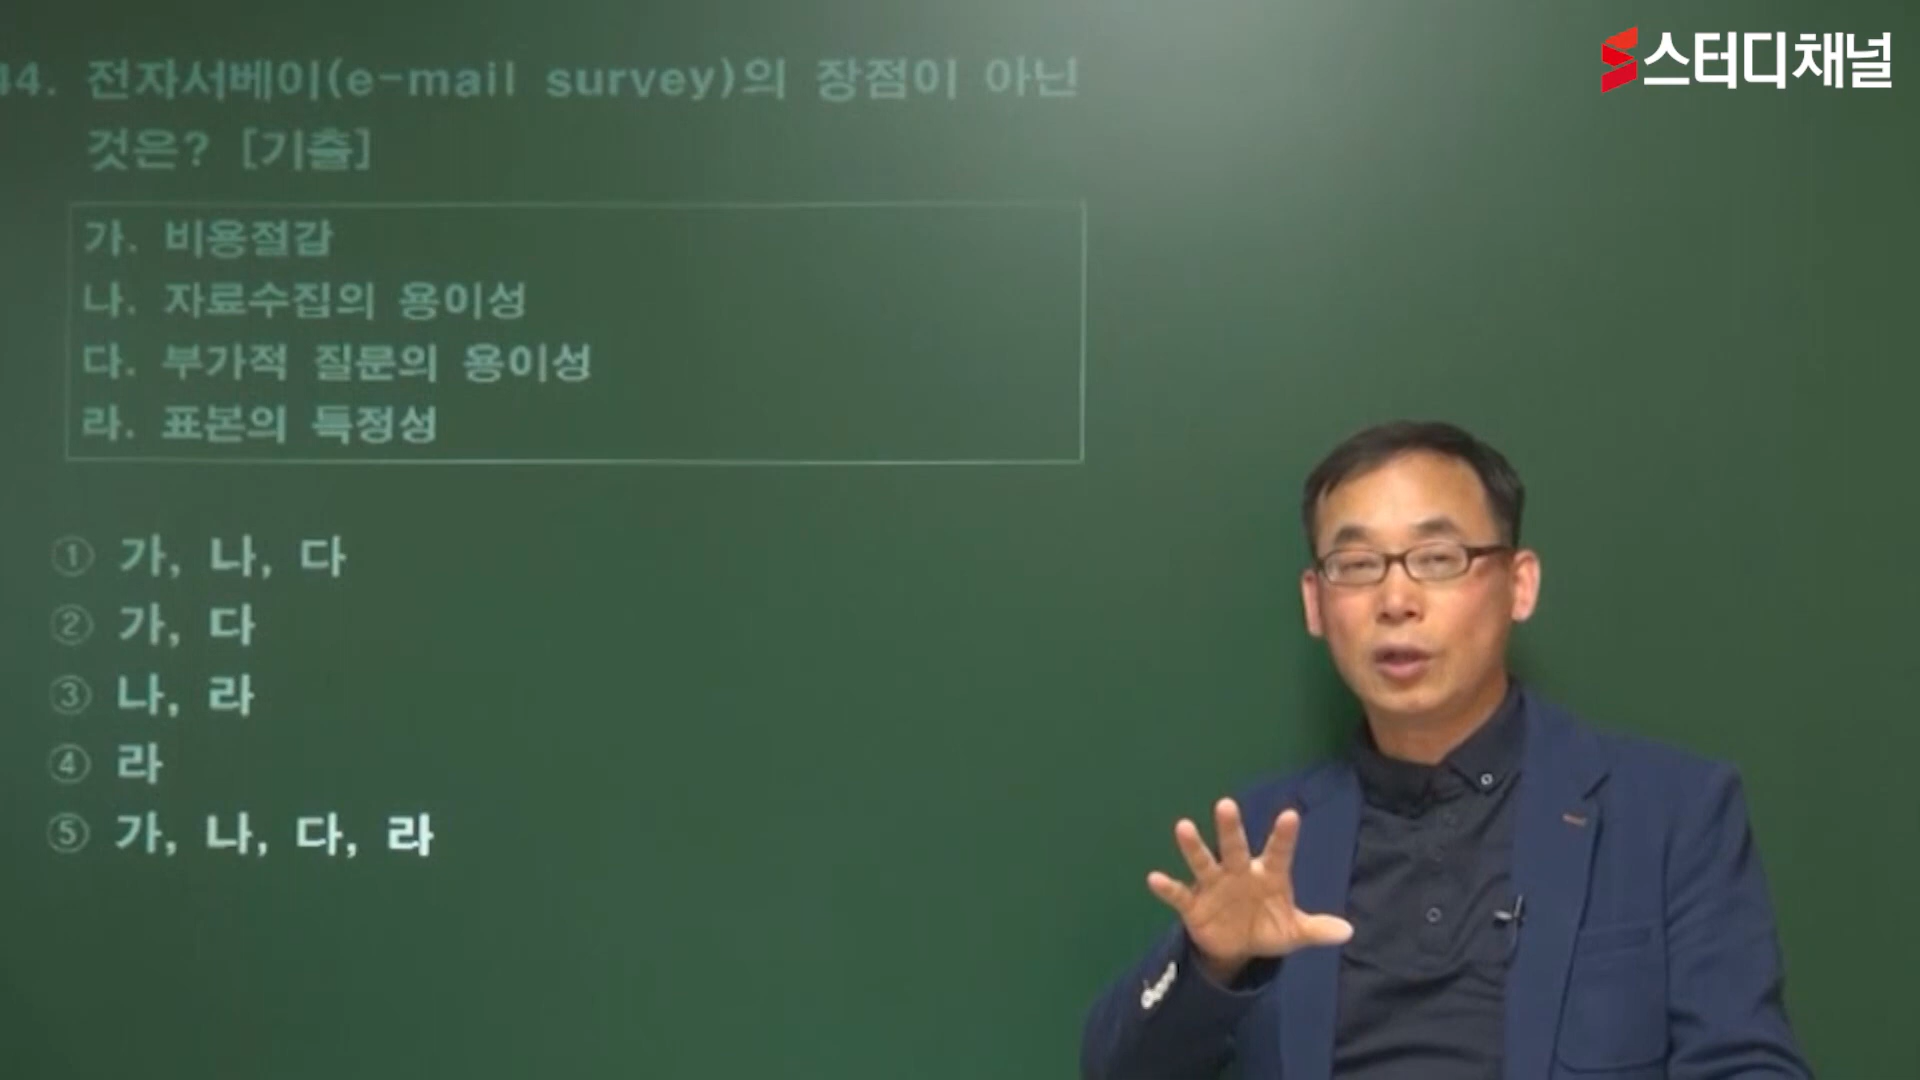 스터디채널
44. 전자서베이(e-mail survey)의 장점이 아닌
것은? [기출]
가. 비용절감
나. 자료수집의 용이성
다. 부가적 질문의 용이성
라. 표본의 특정성
① 가, 나, 다
② 가, 다
③ 나, 라
④ 라
⑤ 가, 나, 다, 라